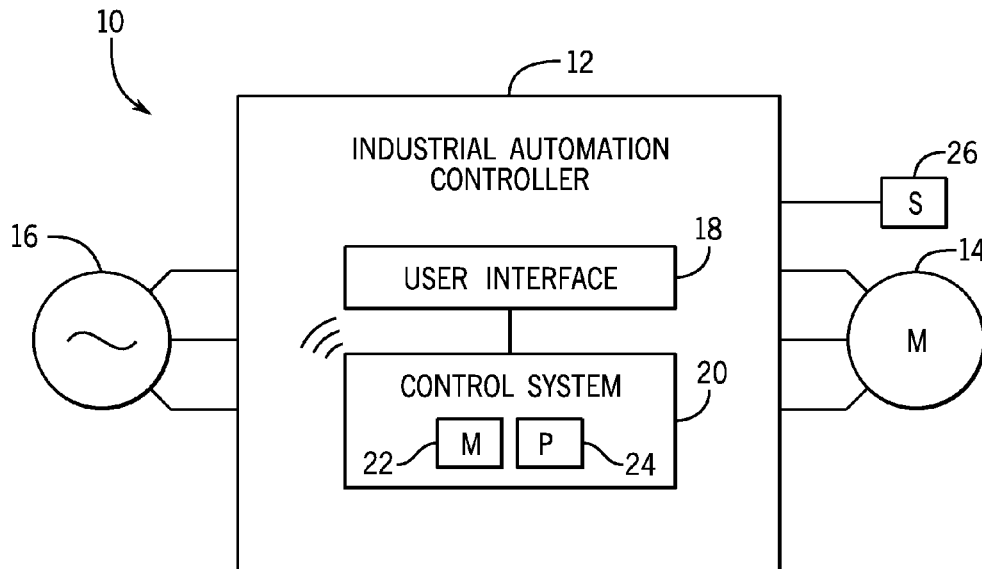 10
12
INDUSTRIAL AUTOMATION
CONTROLLER
26
S
16
18
14
USER INTERFACE
M
CONTROL SYSTEM
20
22
M
P
24